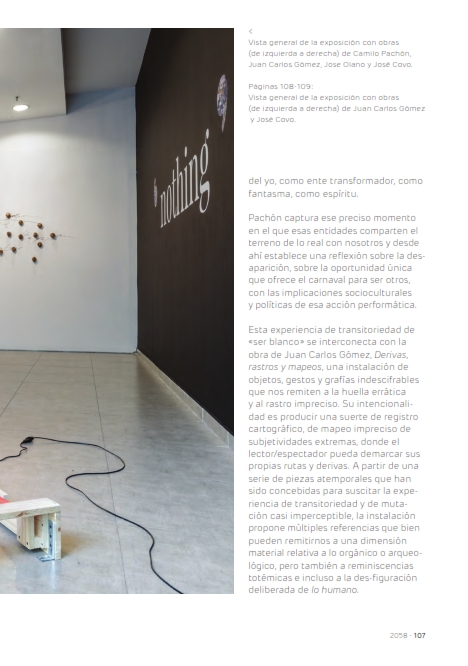 <
Vista general de la exposición con obras
(de izquierda a derecha) de Camilo Pachón,
Juan Carlos Gómez, Jose Olano y José Covo.
Páginas 108-109:
Vista general de la exposición con obras
(de izquierda a derecha) de Juan Carlos Gómez
y José Covo.
nothing
del yo, como ente transformador, como
fantasma, como espíritu.
Pachón captura ese preciso momento
en el que esas entidades comparten el
terreno de lo real con nosotros y desde
ahí establece una reflexión sobre la des-
aparición, sobre la oportunidad única
que ofrece el carnaval para ser otros,
con las implicaciones socioculturales
y políticas de esa acción performática.
Esta experiencia de transitoriedad de
«ser blanco» se interconecta con la
obra de Juan Carlos Gómez, Derivas,
rastros y mapeos, una instalación de
objetos, gestos y grafías indescifrables
que nos remiten a la huella errática
y al rastro impreciso. Su intencionali-
dad es producir una suerte de registro
cartográfico, de mapeo impreciso de
subjetividades extremas, donde el
lector/espectador pueda demarcar sus
propias rutas y derivas. A partir de una
serie de piezas atemporales que han
sido concebidas para suscitar la expe-
riencia de transitoriedad y de muta-
ción casi imperceptible, la instalación
propone múltiples referencias que bien
pueden remitirnos a una dimensión
material relativa a lo orgánico o arqueo-
lógico, pero también a reminiscencias
totémicas e incluso a la des-figuración
deliberada de lo humano.
2058 · 107